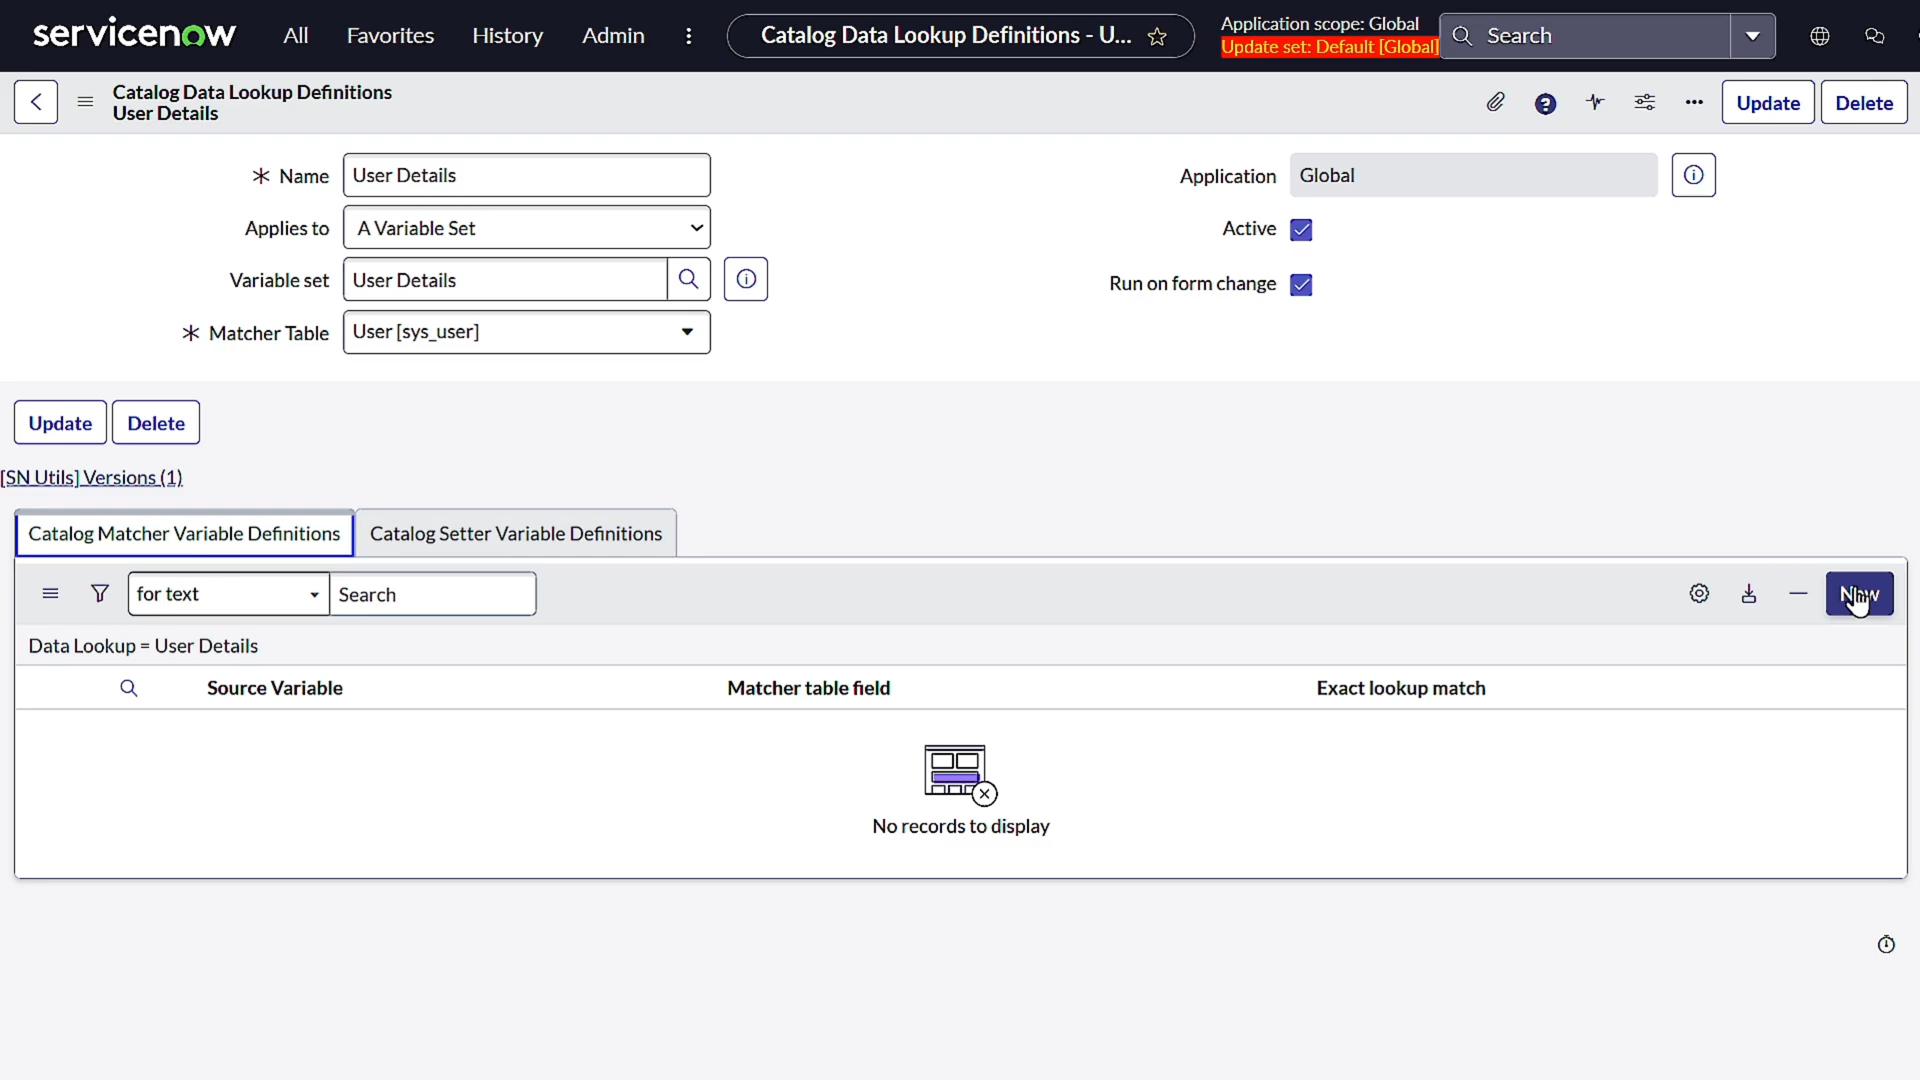 servicenow
All
Favorites
History
Admin
Catalog Data Lookup Definitions - U...
Application scope: Global
Update set: Default [Global]
Search
Catalog Data Lookup Definitions
User Details
Update
Delete
Name
User Details
Application
Global
Applies to
A Variable Set
Active
Variable set
User Details
Run on form change
Matcher Table
User [sys_user]
Update
Delete
[SN Utils] Versions (1)
Catalog Matcher Variable Definitions
Catalog Setter Variable Definitions
for text
Search
New
Data Lookup = User Details
Source Variable
Matcher table field
Exact lookup match
No records to display